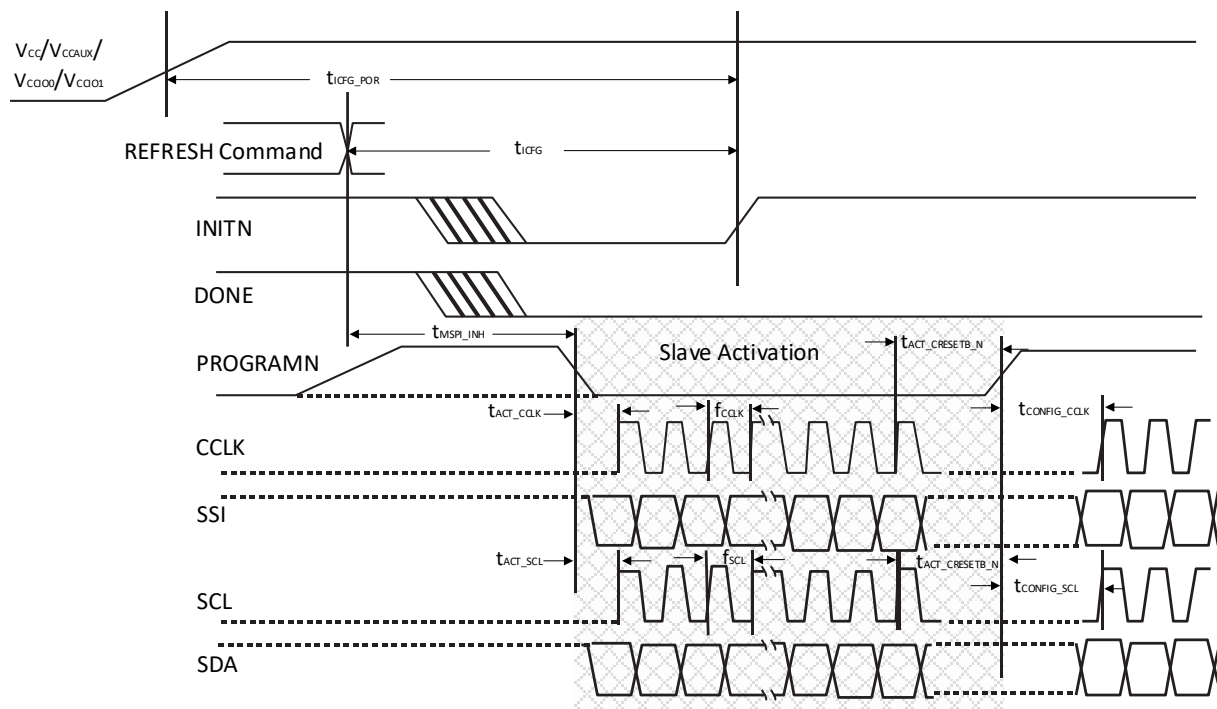 VCC/VCCAUX/
VCCIO0/VCCIO1
tICFG_POR
REFRESH Command
tICFG
INITN
DONE
tMSPI_INH
PROGRAMN
Slave Activation
tACT_CRESETB_N
tACT_CCLK
fCCLK
tCONFIG_CCLK
CCLK
SSI
tACT_SCL
fSCL
tACT_CRESETB_N
tCONFIG_SCL
SCL
SDA